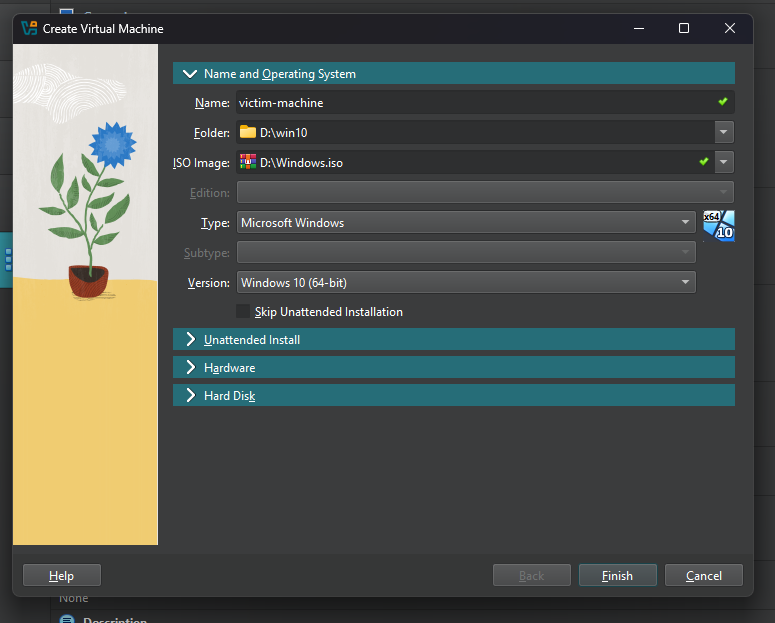 Create Virtual Machine
Name and Operating System
Name: victim-machine
Folder: D:\win10
ISO Image: D:\Windows.iso
Edition:
Type: Microsoft Windows
x64
10
Subtype:
Version: Windows 10 (64-bit)
Skip Unattended Installation
Unattended Install
Hardware
Hard Disk
Help Back Finish Cancel
None
Description